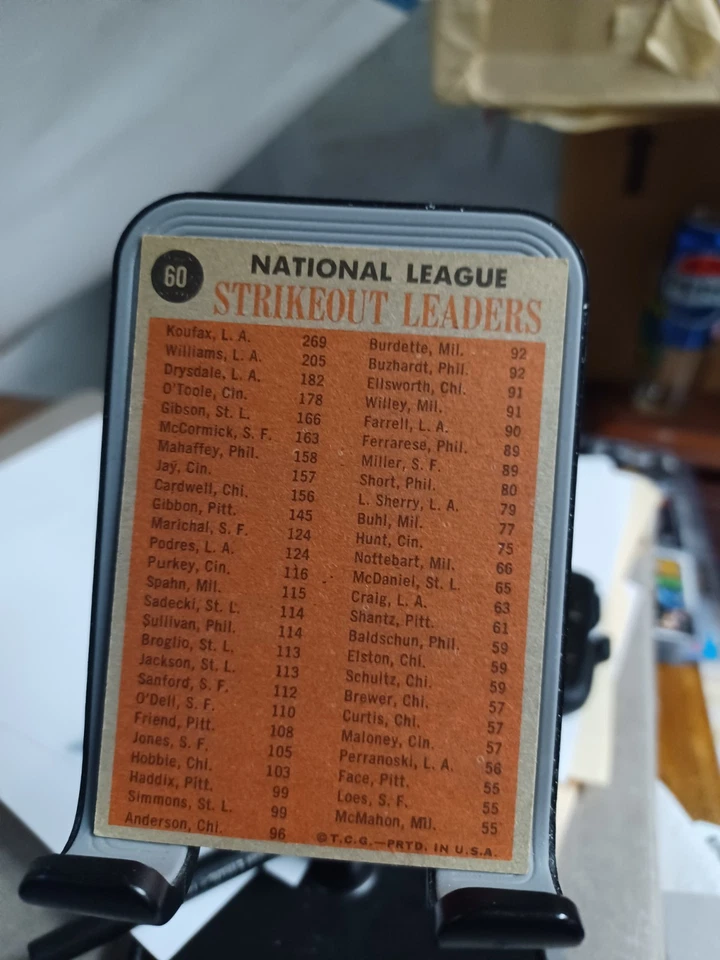 60
NATIONAL LEAGUE
STRIKEOUT LEADERS
Koufax, L. A. 269
Williams, L. A. 205
Drysdale, L. A. 182
O'Toole, Cin. 178
Gibson, St. L. 166
McCormick, S. F. 163
Mahaffey, Phil. 158
Jay, Cin. 157
Cardwell, Chi. 156
Gibbon, Pitt. 145
Marichal, S. F. 124
Podres, L. A. 124
Purkey, Cin. 116
Spahn, Mil. 115
Sadecki, St. L. 114
Sullivan, Phil. 114
Broglio, St. L. 113
Jackson, St. L. 113
Sanford, S. F. 112
O'Dell, S. F. 110
Friend, Pitt. 108
Jones, S. F. 105
Hobbie, Chi. 103
Haddix, Pitt. 99
Simmons, St. L. 99
Anderson, Chi. 96
Burdette, Mil. 92
Buzhardt, Phil. 92
Ellsworth, Chi. 91
Willey, Mil. 91
Farrell, L. A. 90
Ferrarese, Phil. 89
Miller, S. F. 89
Short, Phil. 80
L. Sherry, L. A. 79
Buhl, Mil. 77
Hunt, Cin. 75
Nottebart, Mil. 66
McDaniel, St. L. 65
Craig, L. A. 63
Shantz, Pitt. 61
Baldschun, Phil. 59
Elston, Chi. 59
Schultz, Chi. 59
Brewer, Chi. 57
Curtis, Chi. 57
Maloney, Cin. 57
Perranoski, L. A. 56
Face, Pitt. 55
Loes, S. F. 55
McMahon, Mil. 55
©T.C.G.—PRTD. IN U.S.A.